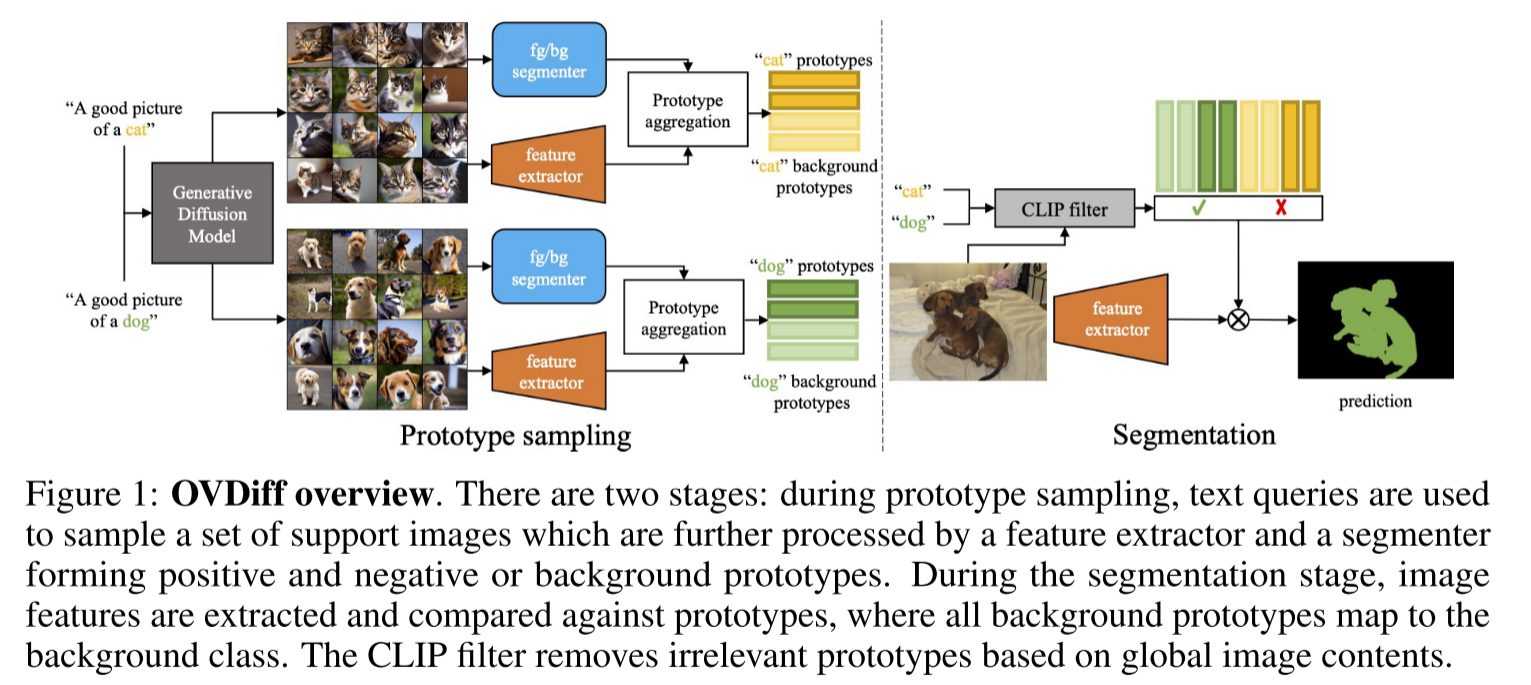 “A good picture
of a cat”
Generative
Diffusion
Model
“A good picture
of a dog”
fg/bg
segmenter
feature
extractor
Prototype
aggregation
“cat” prototypes
“cat” background
prototypes
fg/bg
segmenter
feature
extractor
Prototype
aggregation
“dog” prototypes
“dog” background
prototypes
Prototype sampling
“cat”
“dog”
CLIP filter
✓ ✗
feature
extractor
prediction
Segmentation
Figure 1: OVDiff overview. There are two stages: during prototype sampling, text queries are used
to sample a set of support images which are further processed by a feature extractor and a segmenter
forming positive and negative or background prototypes. During the segmentation stage, image
features are extracted and compared against prototypes, where all background prototypes map to the
background class. The CLIP filter removes irrelevant prototypes based on global image contents.